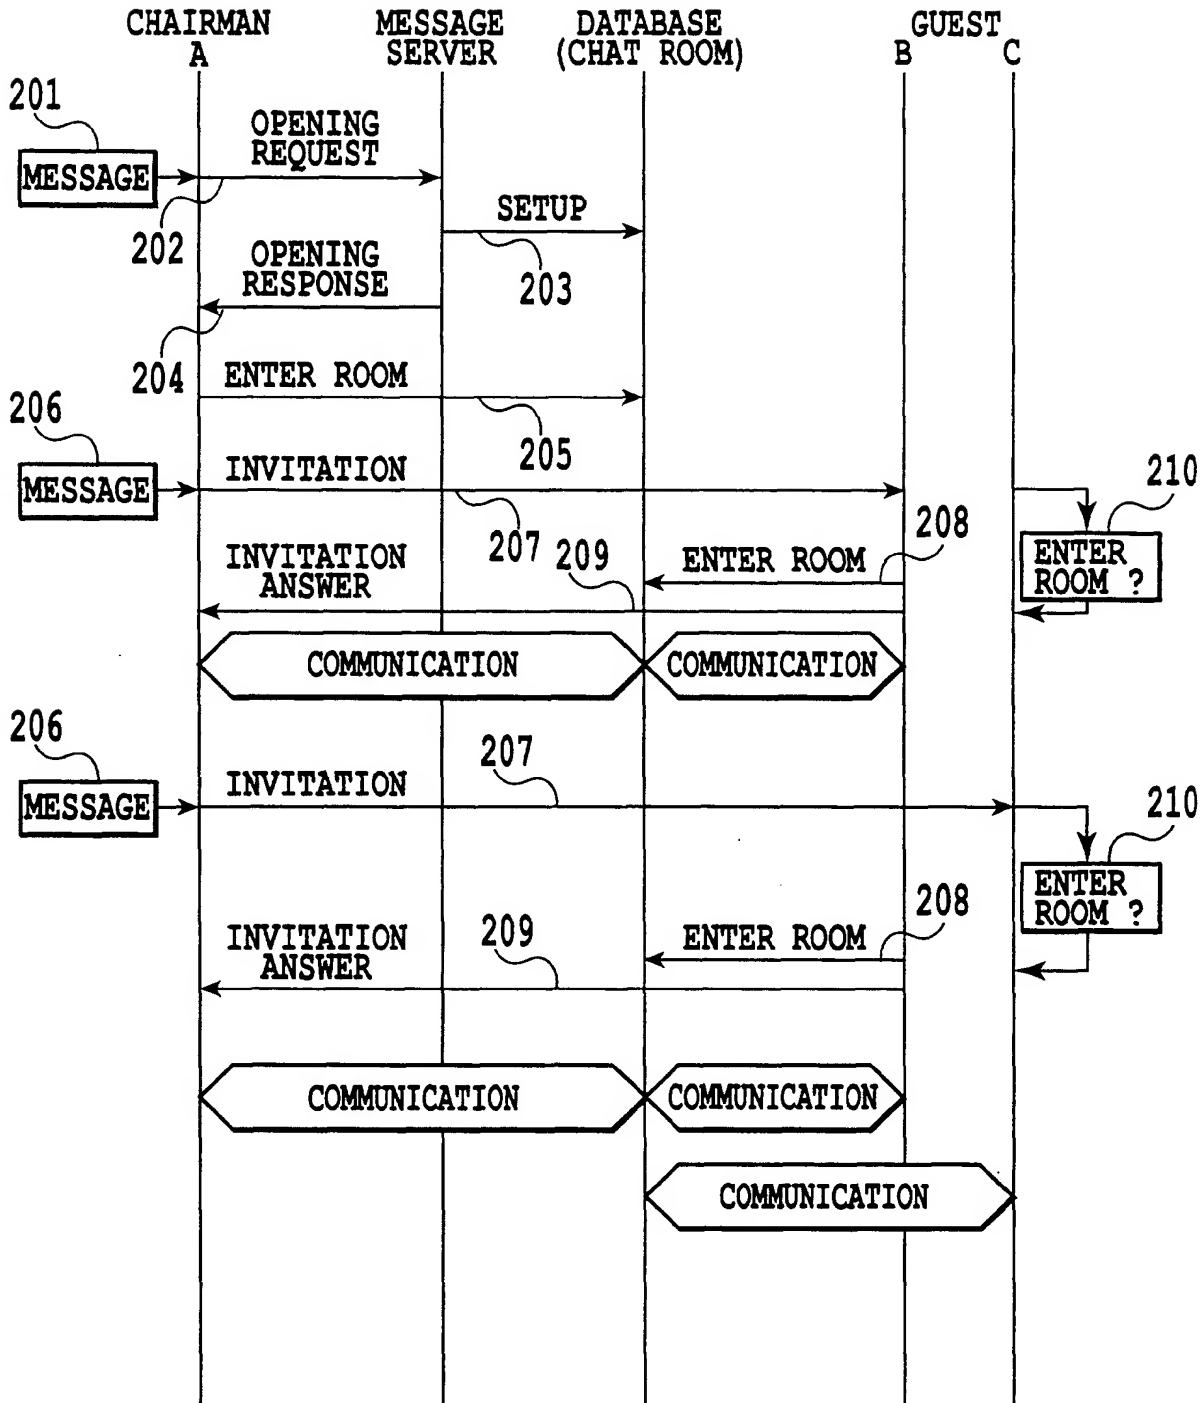 CHAIRMAN
A
MESSAGE
SERVER
DATABASE
(CHAT ROOM)
GUEST
B
C
201
MESSAGE
OPENING
REQUEST
202
SETUP
203
OPENING
RESPONSE
204
ENTER ROOM
205
206
MESSAGE
INVITATION
207
210
ENTER
ROOM ?
208
ENTER ROOM
209
INVITATION
ANSWER
COMMUNICATION
COMMUNICATION
206
MESSAGE
INVITATION
207
210
ENTER
ROOM ?
208
ENTER ROOM
209
INVITATION
ANSWER
COMMUNICATION
COMMUNICATION
COMMUNICATION